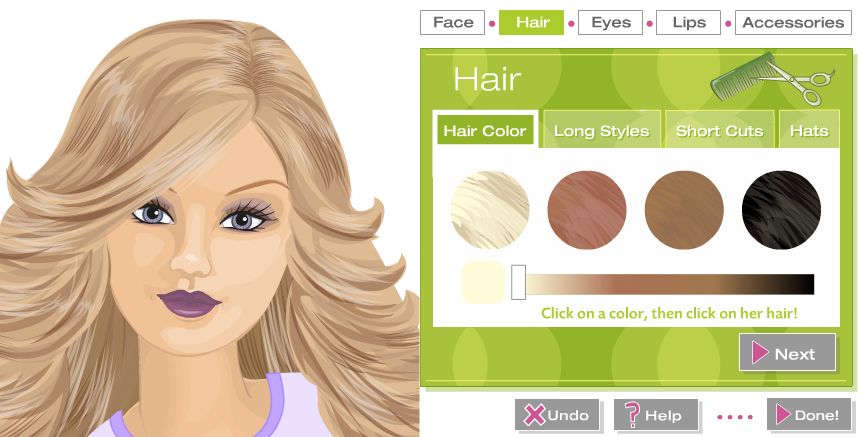 Face Hair Eyes Lips Accessories
Hair
Hair Color Long Styles Short Cuts Hats
Click on a color, then click on her hair!
Next
Undo Help Done!